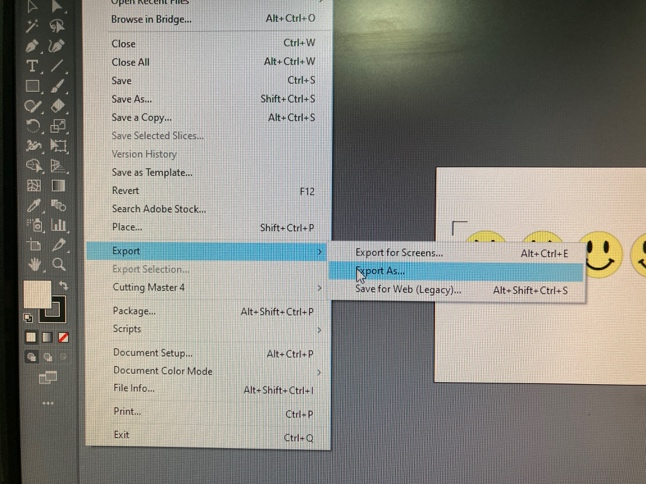 Open Recent Files
Browse in Bridge... Alt+Ctrl+O
Close Ctrl+W
Close All Alt+Ctrl+W
Save Ctrl+S
Save As... Shift+Ctrl+S
Save a Copy... Alt+Ctrl+S
Save Selected Slices...
Version History
Save as Template...
Revert F12
Search Adobe Stock...
Place... Shift+Ctrl+P
Export
Export for Screens... Alt+Ctrl+E
Export As...
Save for Web (Legacy)... Alt+Shift+Ctrl+S
Export Selection...
Cutting Master 4
Package... Alt+Shift+Ctrl+P
Scripts
Document Setup... Alt+Ctrl+P
Document Color Mode
File Info... Alt+Shift+Ctrl+I
Print... Ctrl+P
Exit Ctrl+Q